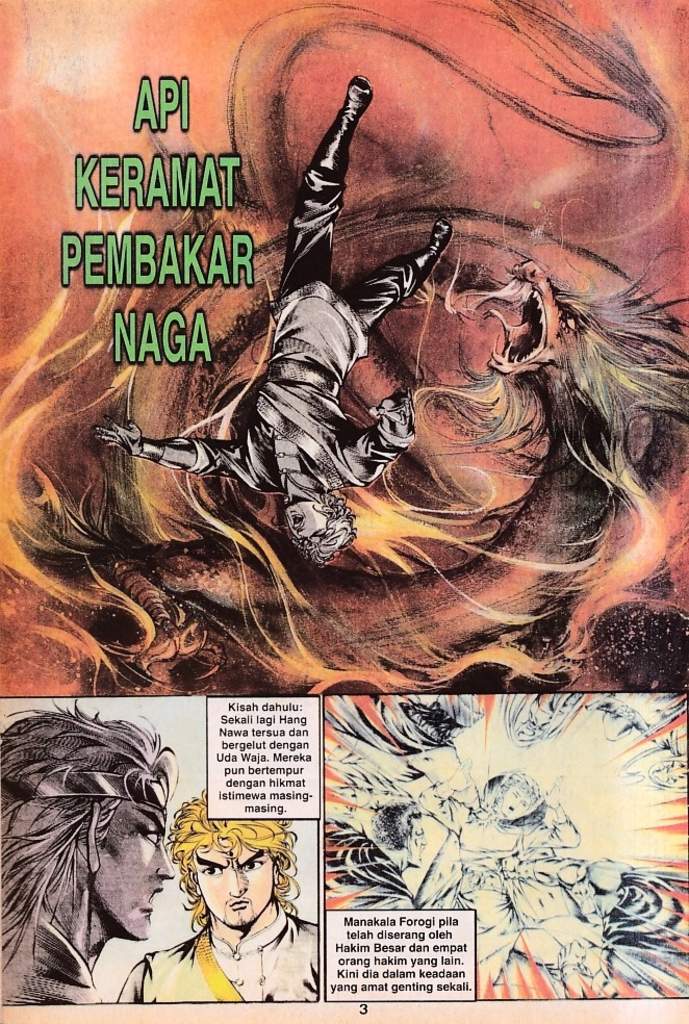 API
KERAMAT
PEMBAKAR
NAGA
Kisah dahulu:
Sekali lagi Hang
Nawa tersua dan
bergelut dengan
Uda Waja. Mereka
pun bertempur
dengan hikmat
istimewa masing-
masing.
Manakala Forogi pila
telah diserang oleh
Hakim Besar dan empat
orang hakim yang lain.
Kini dia dalam keadaan
yang amat genting sekali.
3